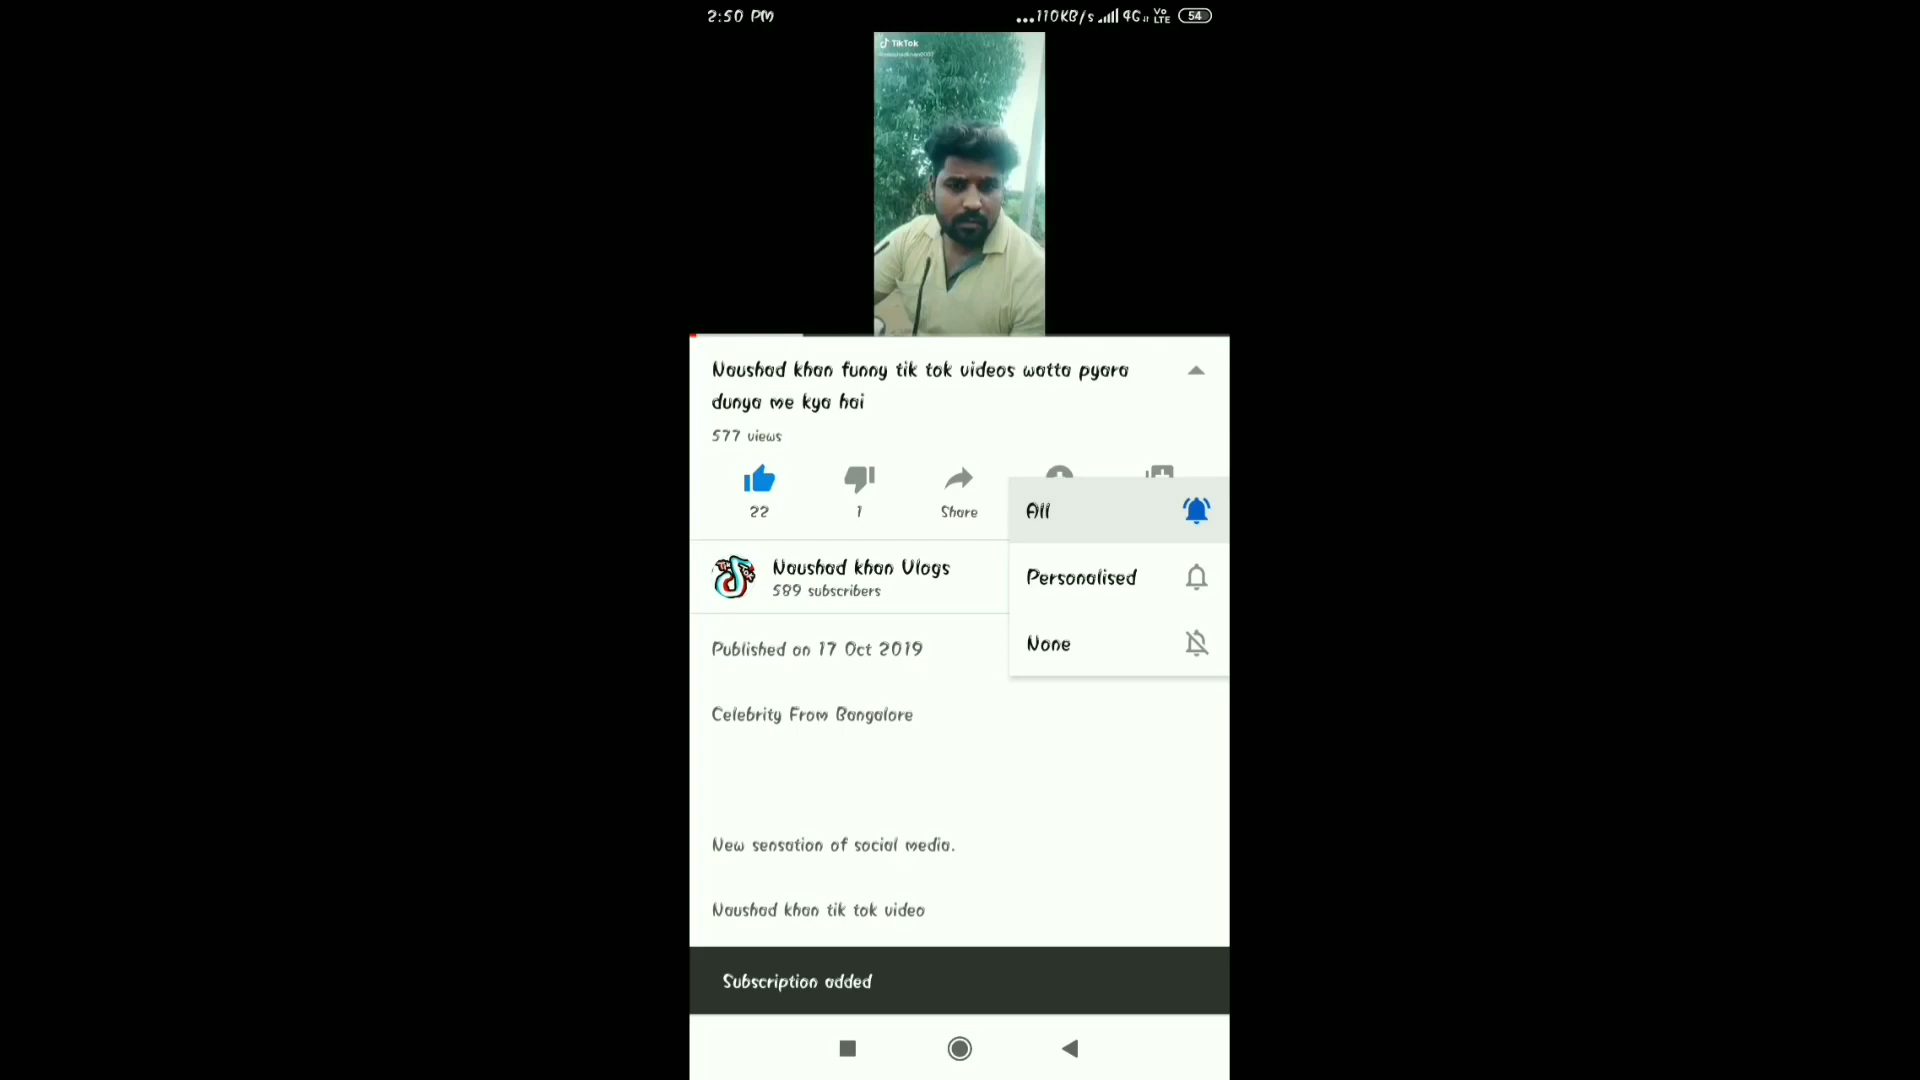 2:50 PM
...110KB/s 4G Vo LTE 54
TikTok
Naushad khan funny tik tok videos watta pyara
dunya me kya hai
577 views
22
1
Share
All
Naushad khan Vlogs
589 subscribers
Personalised
None
Published on 17 Oct 2019
Celebrity From Bangalore
New sensation of social media.
Naushad khan tik tok video
Subscription added